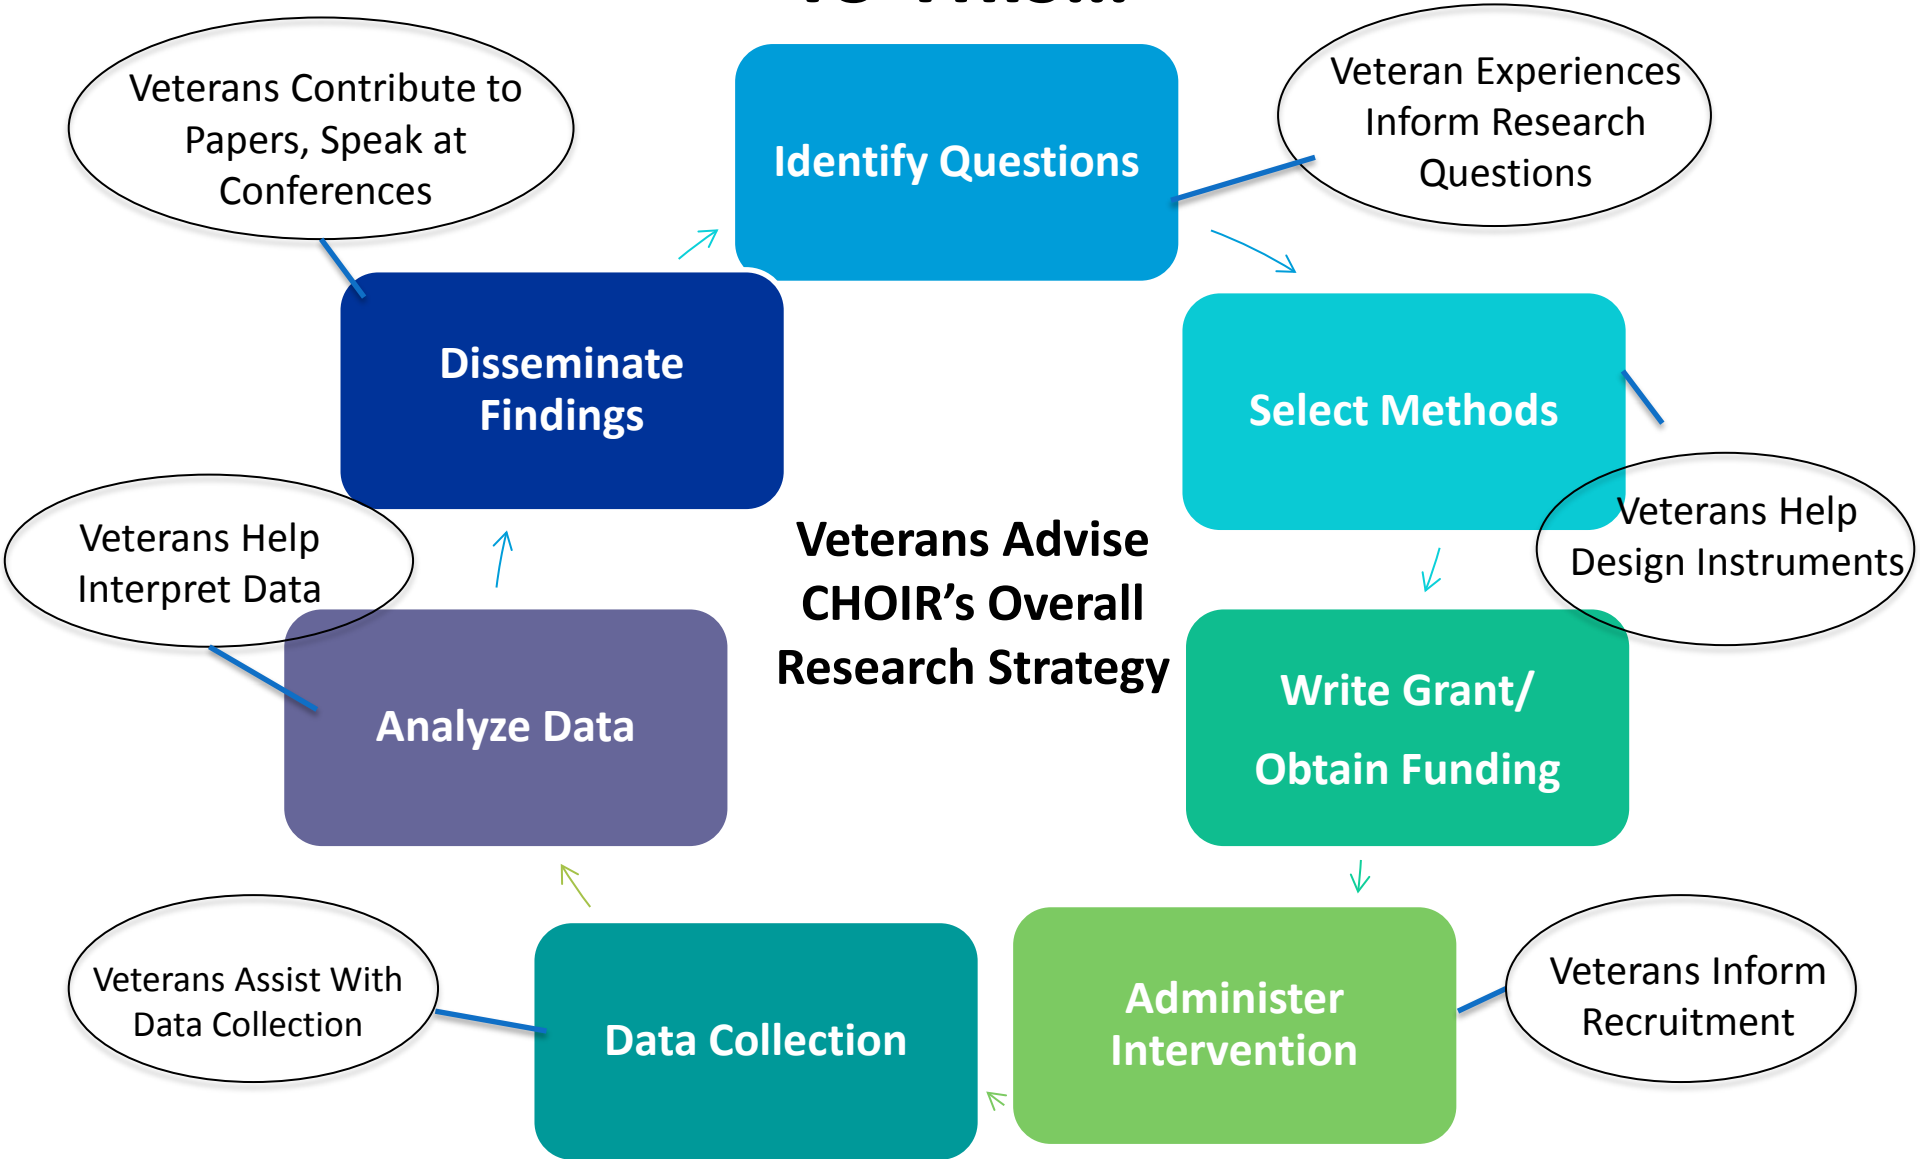 Veterans Contribute to
Papers, Speak at
Conferences
Identify Questions
Veteran Experiences
Inform Research
Questions
Disseminate
Findings
Select Methods
Veterans Help
Interpret Data
Veterans Advise
CHOIR’s Overall
Research Strategy
Veterans Help
Design Instruments
Analyze Data
Write Grant/
Obtain Funding
Veterans Assist With
Data Collection
Data Collection
Administer
Intervention
Veterans Inform
Recruitment